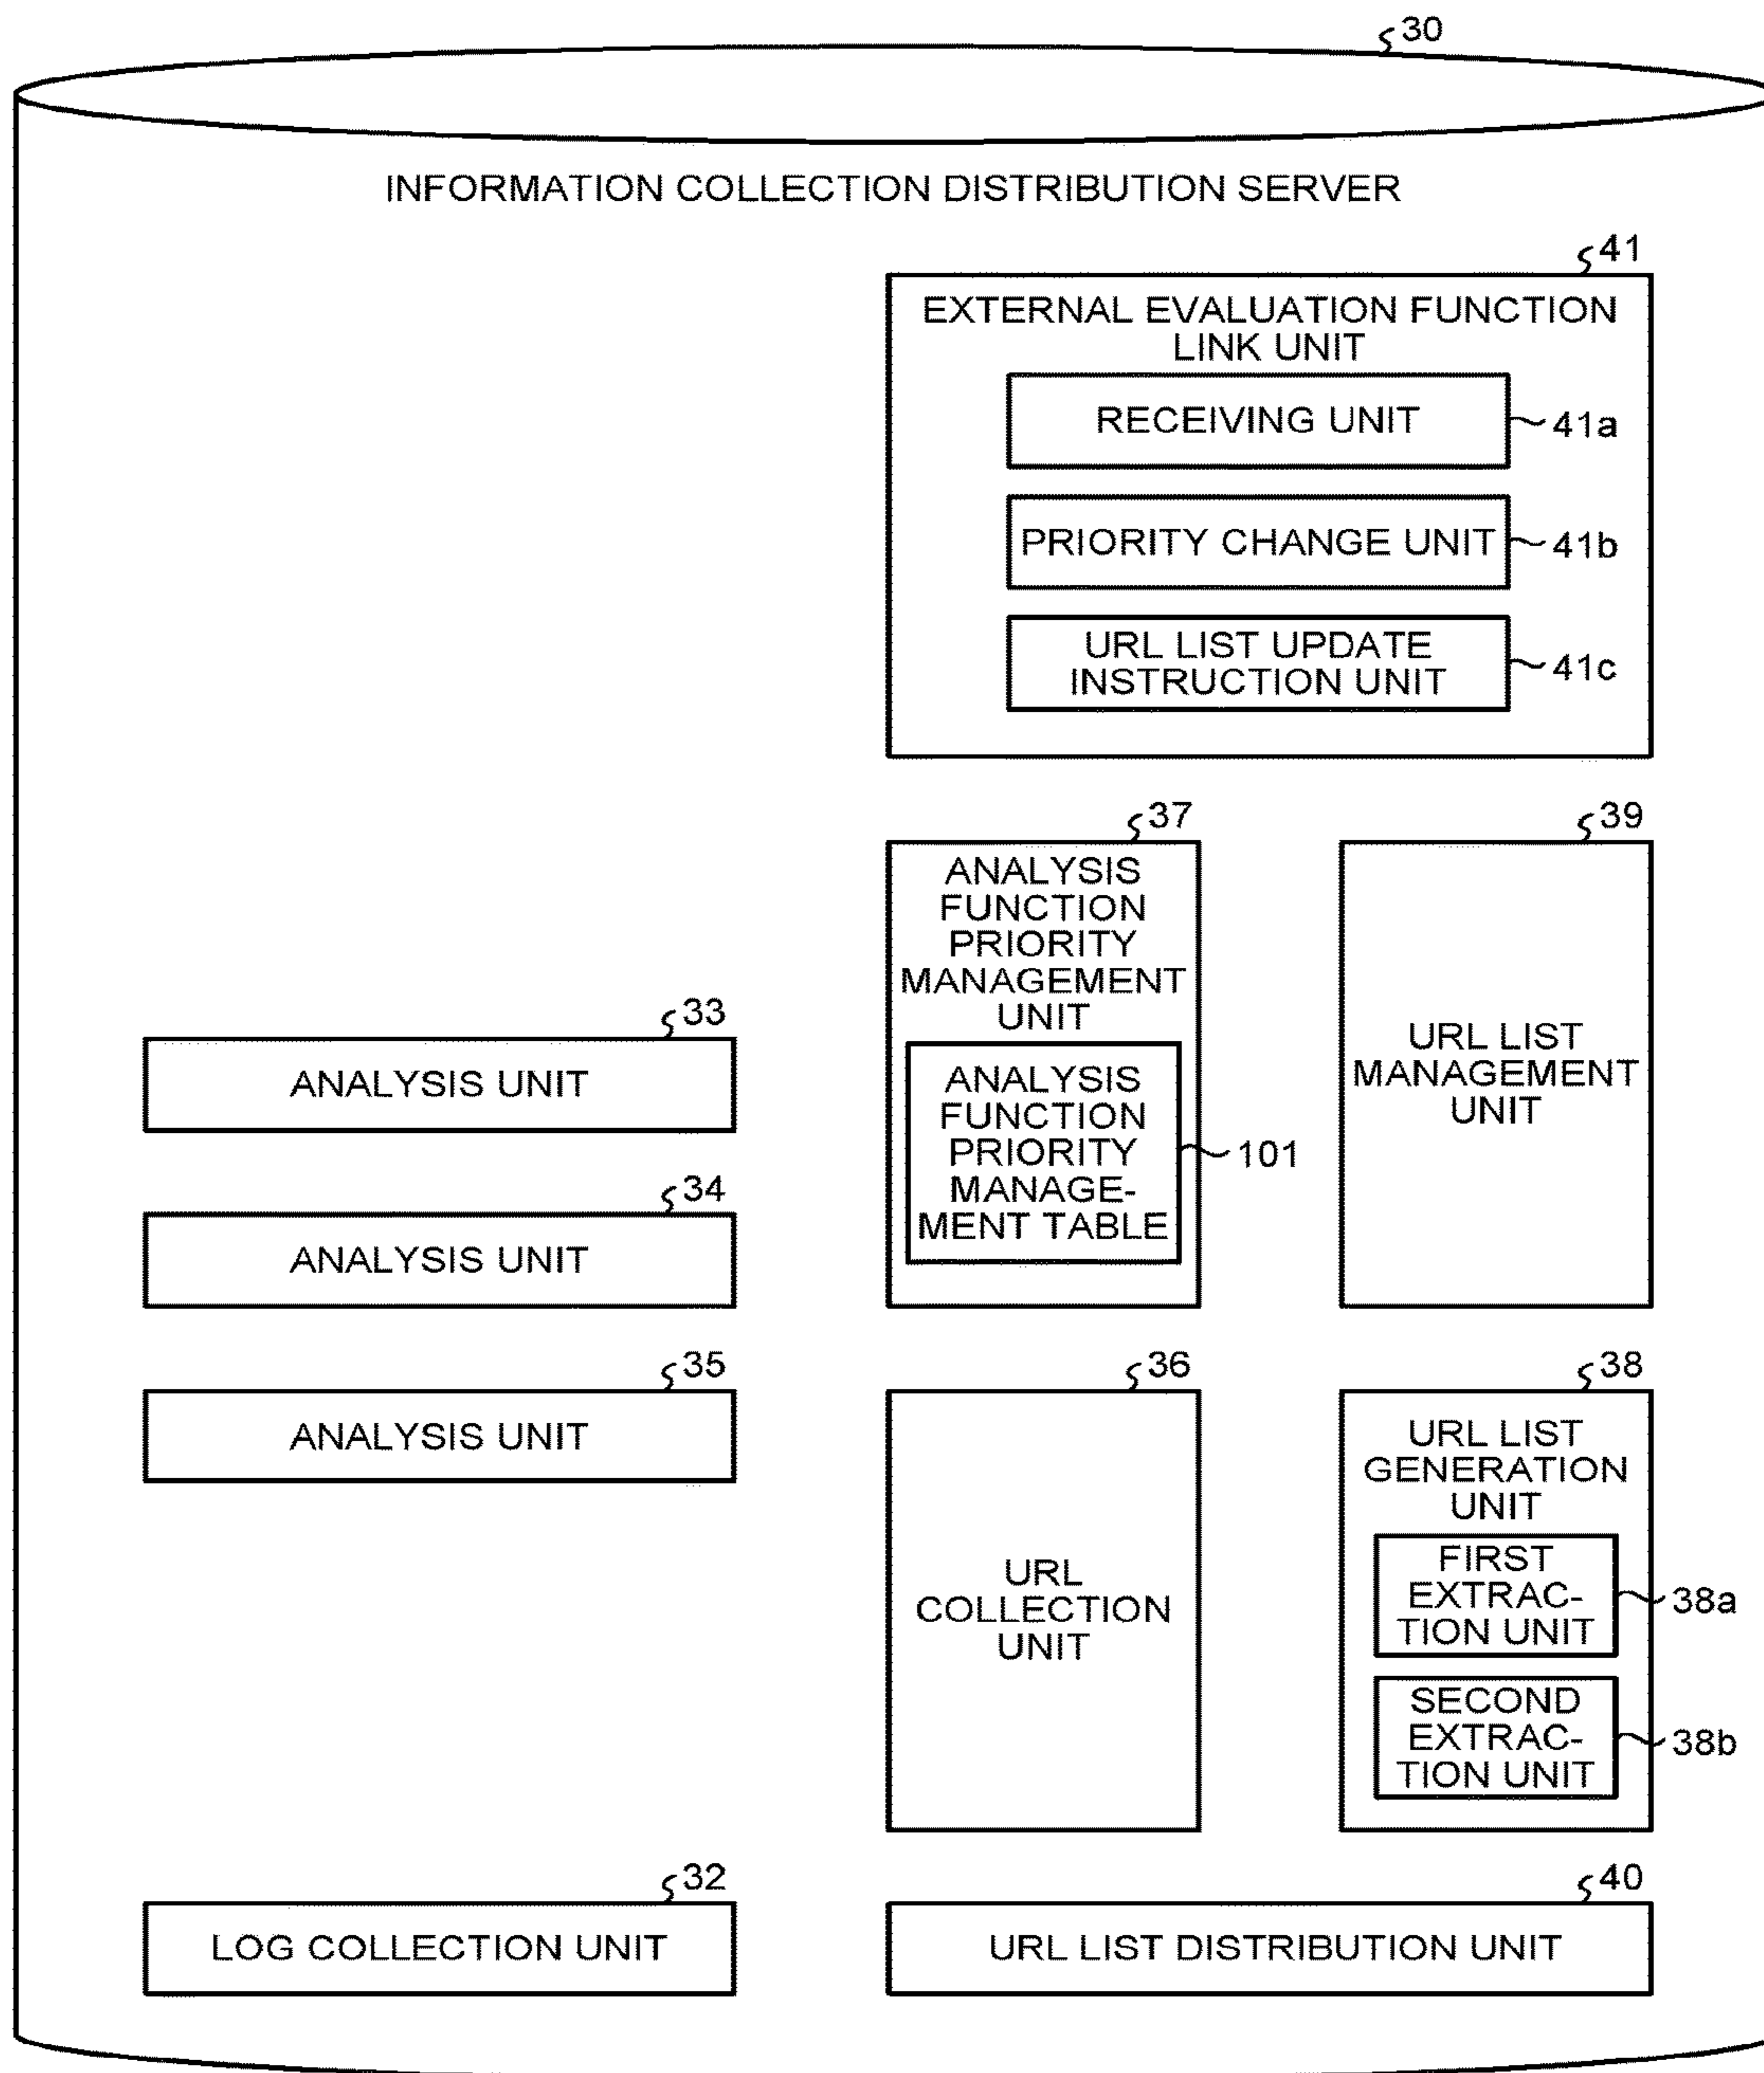 30
INFORMATION COLLECTION DISTRIBUTION SERVER
41
EXTERNAL EVALUATION FUNCTION
LINK UNIT
RECEIVING UNIT
41a
PRIORITY CHANGE UNIT
41b
URL LIST UPDATE
INSTRUCTION UNIT
41c
37
ANALYSIS
FUNCTION
PRIORITY
MANAGEMENT
UNIT
ANALYSIS
FUNCTION
PRIORITY
MANAGE-
MENT TABLE
101
39
URL LIST
MANAGEMENT
UNIT
33
ANALYSIS UNIT
34
ANALYSIS UNIT
35
ANALYSIS UNIT
36
URL
COLLECTION
UNIT
38
URL LIST
GENERATION
UNIT
FIRST
EXTRAC-
TION UNIT
38a
SECOND
EXTRAC-
TION UNIT
38b
32
LOG COLLECTION UNIT
40
URL LIST DISTRIBUTION UNIT